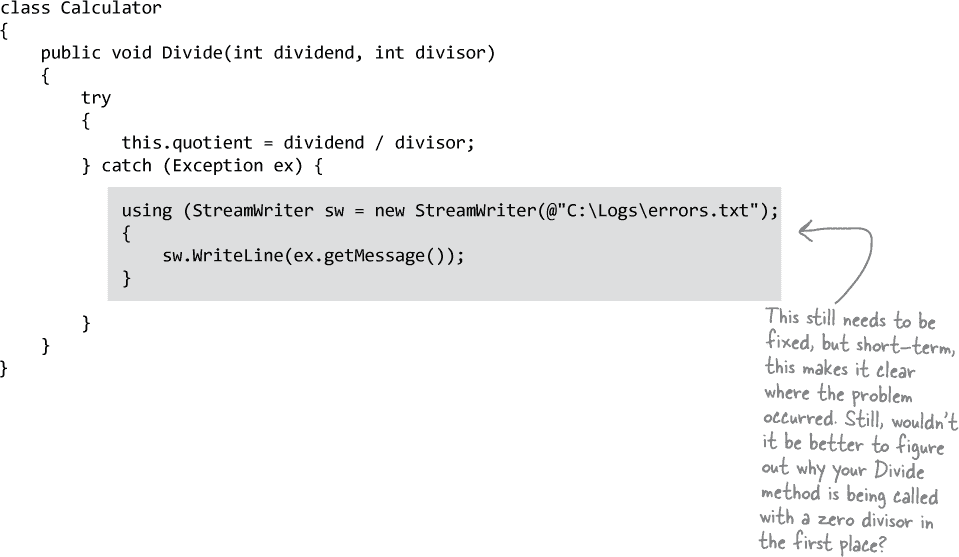 class Calculator
{
    public void Divide(int dividend, int divisor)
    {
        try
        {
            this.quotient = dividend / divisor;
        } catch (Exception ex) {
            using (StreamWriter sw = new StreamWriter(@"C:\Logs\errors.txt");
            {
                sw.WriteLine(ex.getMessage());
            }
        }
    }
}
This still needs to be
fixed, but short-term,
this makes it clear
where the problem
occurred. Still, wouldn't
it be better to figure
out why your Divide
method is being called
with a zero divisor in
the first place?